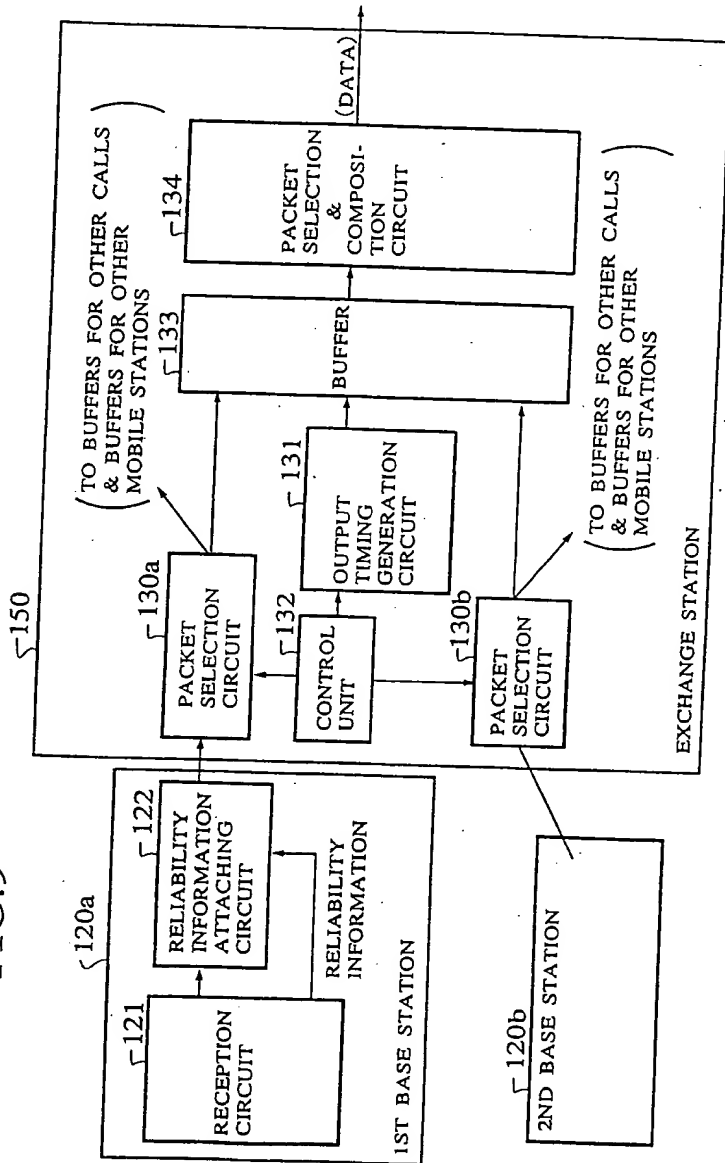 120a
121
RECEPTION
CIRCUIT
122
RELIABILITY
INFORMATION
ATTACHING
CIRCUIT
RELIABILITY
INFORMATION
1ST BASE STATION
120b
2ND BASE STATION
150
130a
PACKET
SELECTION
CIRCUIT
(TO BUFFERS FOR OTHER CALLS
& BUFFERS FOR OTHER
MOBILE STATIONS)
132
CONTROL
UNIT
131
OUTPUT
TIMING
GENERATION
CIRCUIT
130b
PACKET
SELECTION
CIRCUIT
(TO BUFFERS FOR OTHER CALLS
& BUFFERS FOR OTHER
MOBILE STATIONS)
133
BUFFER
134
PACKET
SELECTION
&
COMPOSI-
TION
CIRCUIT
(DATA)
EXCHANGE STATION